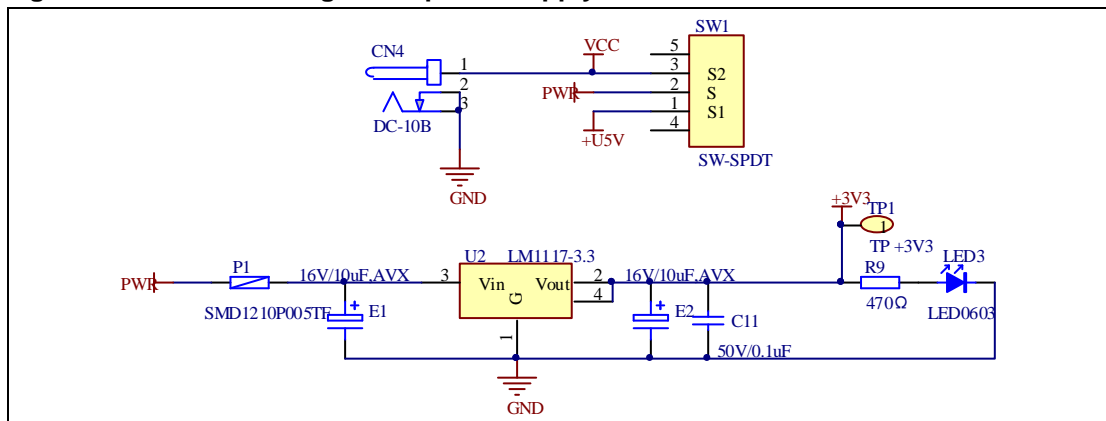 SW1
CN4
VCC
5
1
3
S2
2
PWR
2
S
3
1
S1
DC-10B
+U5V
4
SW-SPDT
GND
+3V3
TP1
1
U2
LM1117-3.3
TP +3V3
P1
16V/10uF,AVX
3
Vin
Vout
2
16V/10uF,AVX
R9
LED3
PWR
G
4
SMD1210P005TF
E1
E2
C11
470Ω
LED0603
1
50V/0.1uF
GND